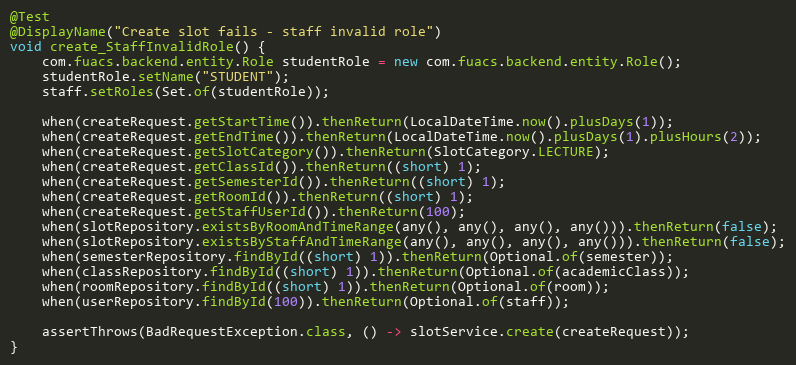 @Test
@DisplayName("Create slot fails - staff invalid role")
void create_StaffInvalidRole() {
    com.fuacs.backend.entity.Role studentRole = new com.fuacs.backend.entity.Role();
    studentRole.setName("STUDENT");
    staff.setRoles(Set.of(studentRole));

    when(createRequest.getStartTime()).thenReturn(LocalDateTime.now().plusDays(1));
    when(createRequest.getEndTime()).thenReturn(LocalDateTime.now().plusDays(1).plusHours(2));
    when(createRequest.getSlotCategory()).thenReturn(SlotCategory.LECTURE);
    when(createRequest.getClassId()).thenReturn((short) 1);
    when(createRequest.getSemesterId()).thenReturn((short) 1);
    when(createRequest.getRoomId()).thenReturn((short) 1);
    when(createRequest.getStaffUserId()).thenReturn(100);
    when(slotRepository.existsByRoomAndTimeRange(any(), any(), any(), any())).thenReturn(false);
    when(slotRepository.existsByStaffAndTimeRange(any(), any(), any(), any())).thenReturn(false);
    when(semesterRepository.findById((short) 1)).thenReturn(Optional.of(semester));
    when(classRepository.findById((short) 1)).thenReturn(Optional.of(academicClass));
    when(roomRepository.findById((short) 1)).thenReturn(Optional.of(room));
    when(userRepository.findById(100)).thenReturn(Optional.of(staff));

    assertThrows(BadRequestException.class, () -> slotService.create(createRequest));
}